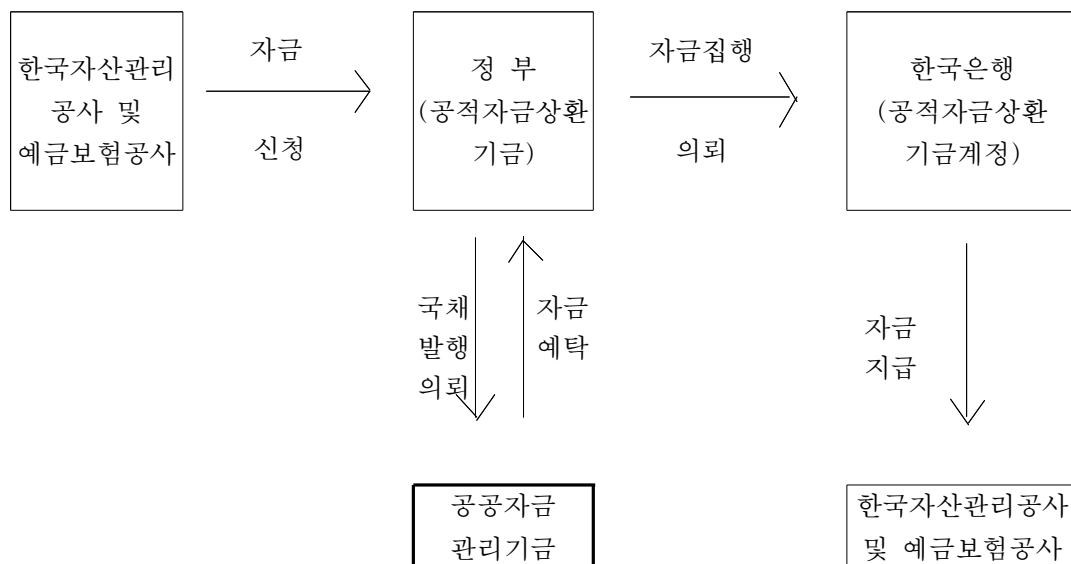 한국자산관리
공사 및
예금보험공사
자금
신청
정 부
(공적자금상환
기금)
자금집행
의뢰
한국은행
(공적자금상환
기금계정)
국채
발행
의뢰
자금
예탁
자금
지급
공공자금
관리기금
한국자산관리공사
및 예금보험공사